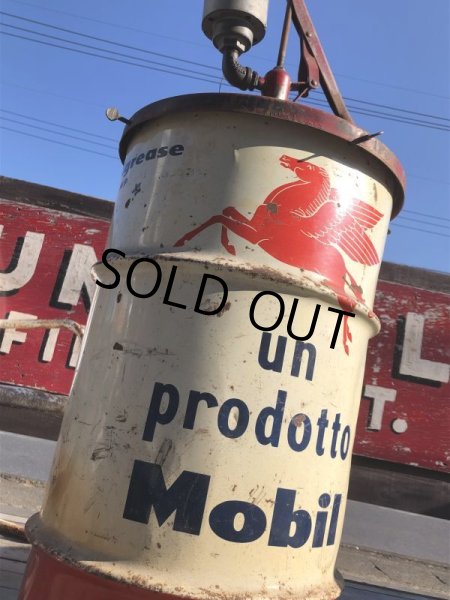 grease
SOLD OUT
un
prodotto
Mobil